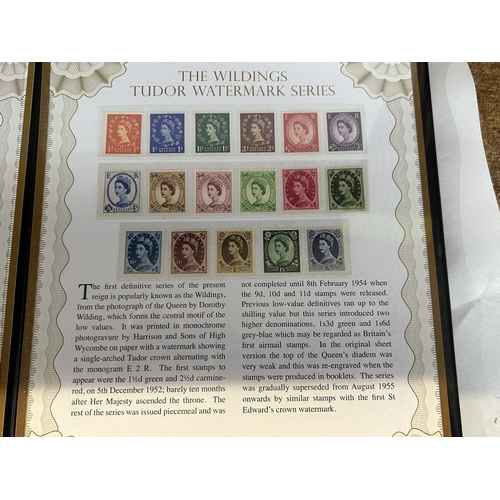 THE WILDINGS
TUDOR WATERMARK SERIES
The first definitive series of the present
reign is popularly known as the Wildings,
from the photograph of the Queen by Dorothy
Wilding, which forms the central motif of the
low values. It was printed in monochrome
photogravure by Harrison and Sons of High
Wycombe on paper with a watermark showing
a single-arched Tudor crown alternating with
the monogram E 2 R. The first stamps to
appear were the 1½d green and 2½d carmine-
red, on 5th December 1952; barely ten months
after Her Majesty ascended the throne. The
rest of the series was issued piecemeal and was
not completed until 8th February 1954 when
the 9d, 10d and 11d stamps were released.
Previous low-value definitives ran up to the
shilling value but this series introduced two
higher denominations, 1s3d green and 1s6d
grey-blue which may be regarded as Britain's
first airmail stamps. In the original sheet
version the top of the Queen's diadem was
very weak and this was re-engraved when the
stamps were produced in booklets. The series
was gradually superseded from August 1955
onwards by similar stamps with the first St
Edward's crown watermark.